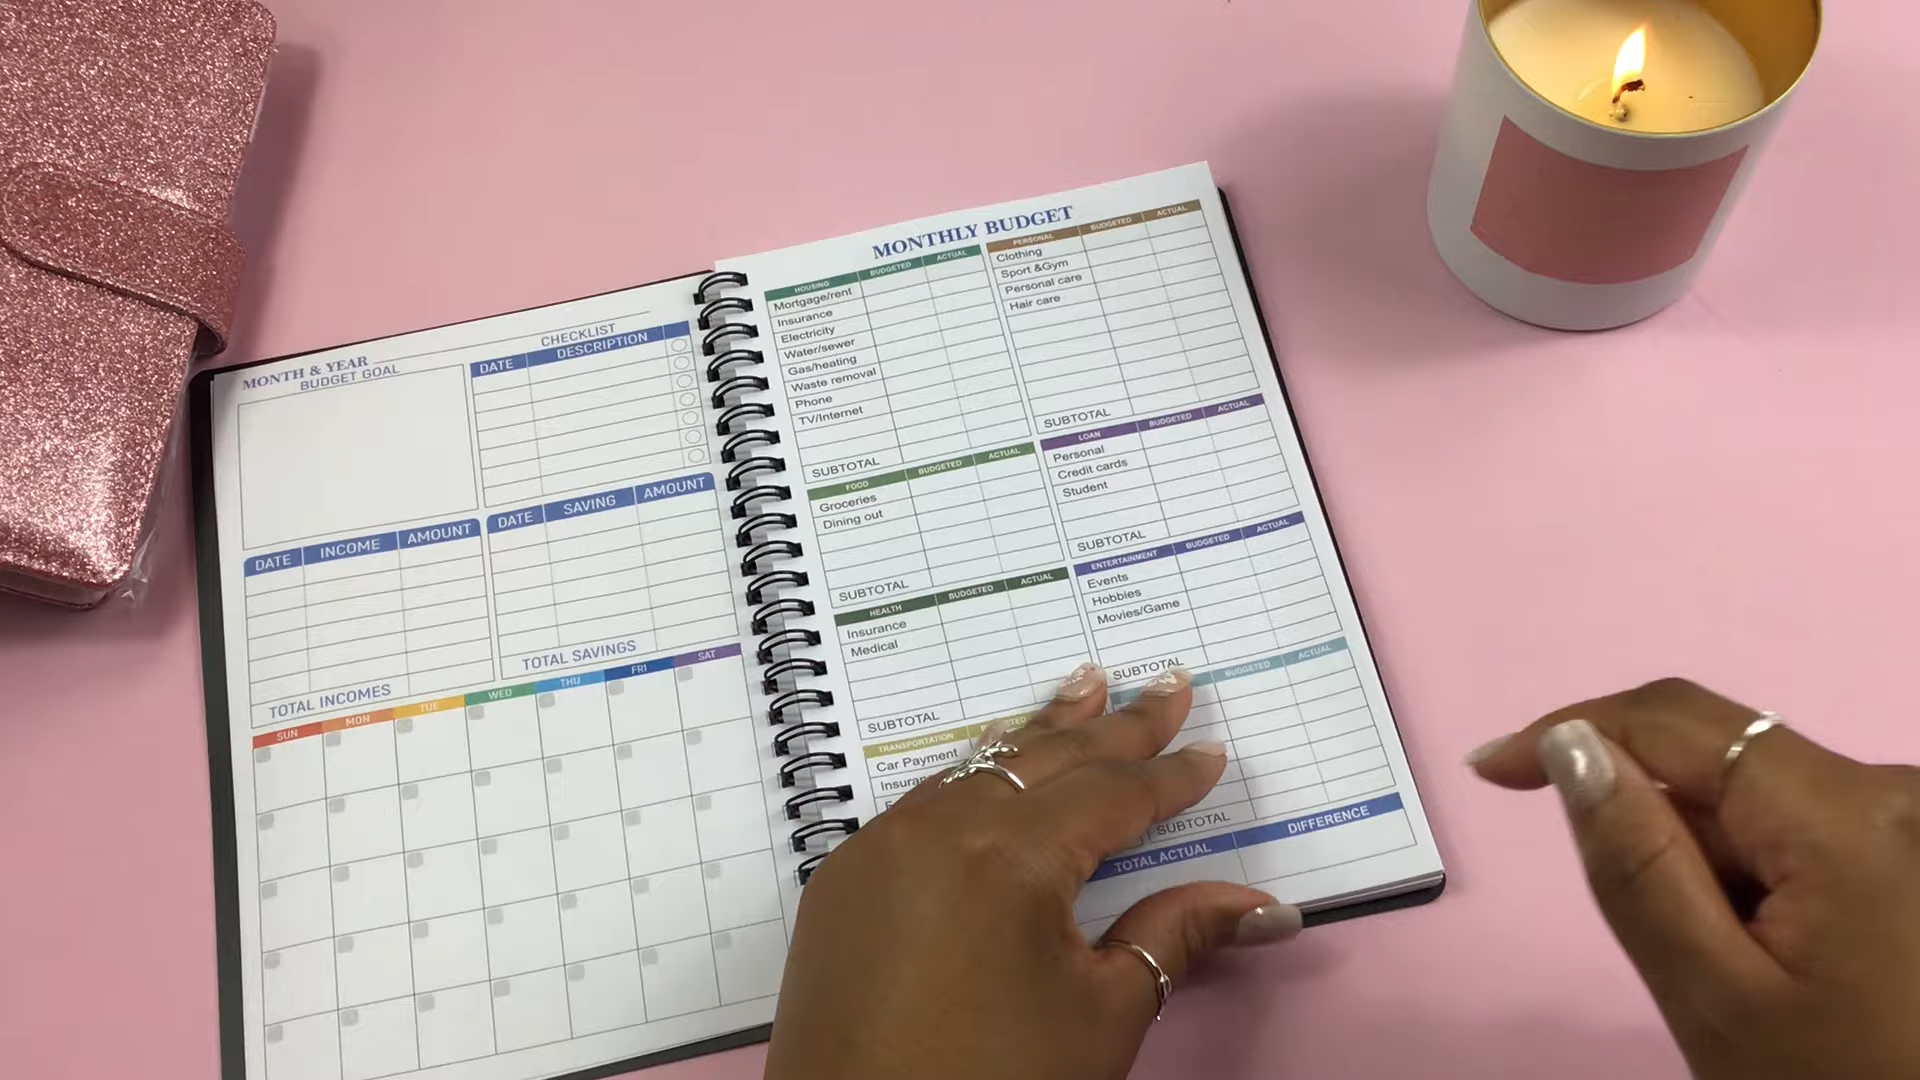 MONTH & YEAR
BUDGET GOAL
CHECKLIST
DATE DESCRIPTION
DATE INCOME AMOUNT
TOTAL INCOMES
DATE SAVING AMOUNT
TOTAL SAVINGS
SUN MON TUE WED THU FRI SAT
MONTHLY BUDGET
HOUSING BUDGETED ACTUAL
Mortgage/rent
Insurance
Electricity
Water/sewer
Gas/heating
Waste removal
Phone
TV/Internet
SUBTOTAL
FOOD BUDGETED ACTUAL
Groceries
Dining out
SUBTOTAL
HEALTH BUDGETED ACTUAL
Insurance
Medical
SUBTOTAL
TRANSPORTATION
Car Payment
PERSONAL BUDGETED ACTUAL
Clothing
Sport &Gym
Personal care
Hair care
SUBTOTAL
LOAN BUDGETED ACTUAL
Personal
Credit cards
Student
SUBTOTAL
ENTERTAINMENT BUDGETED ACTUAL
Events
Hobbies
Movies/Game
SUBTOTAL
BUDGETED ACTUAL
SUBTOTAL
TOTAL ACTUAL DIFFERENCE